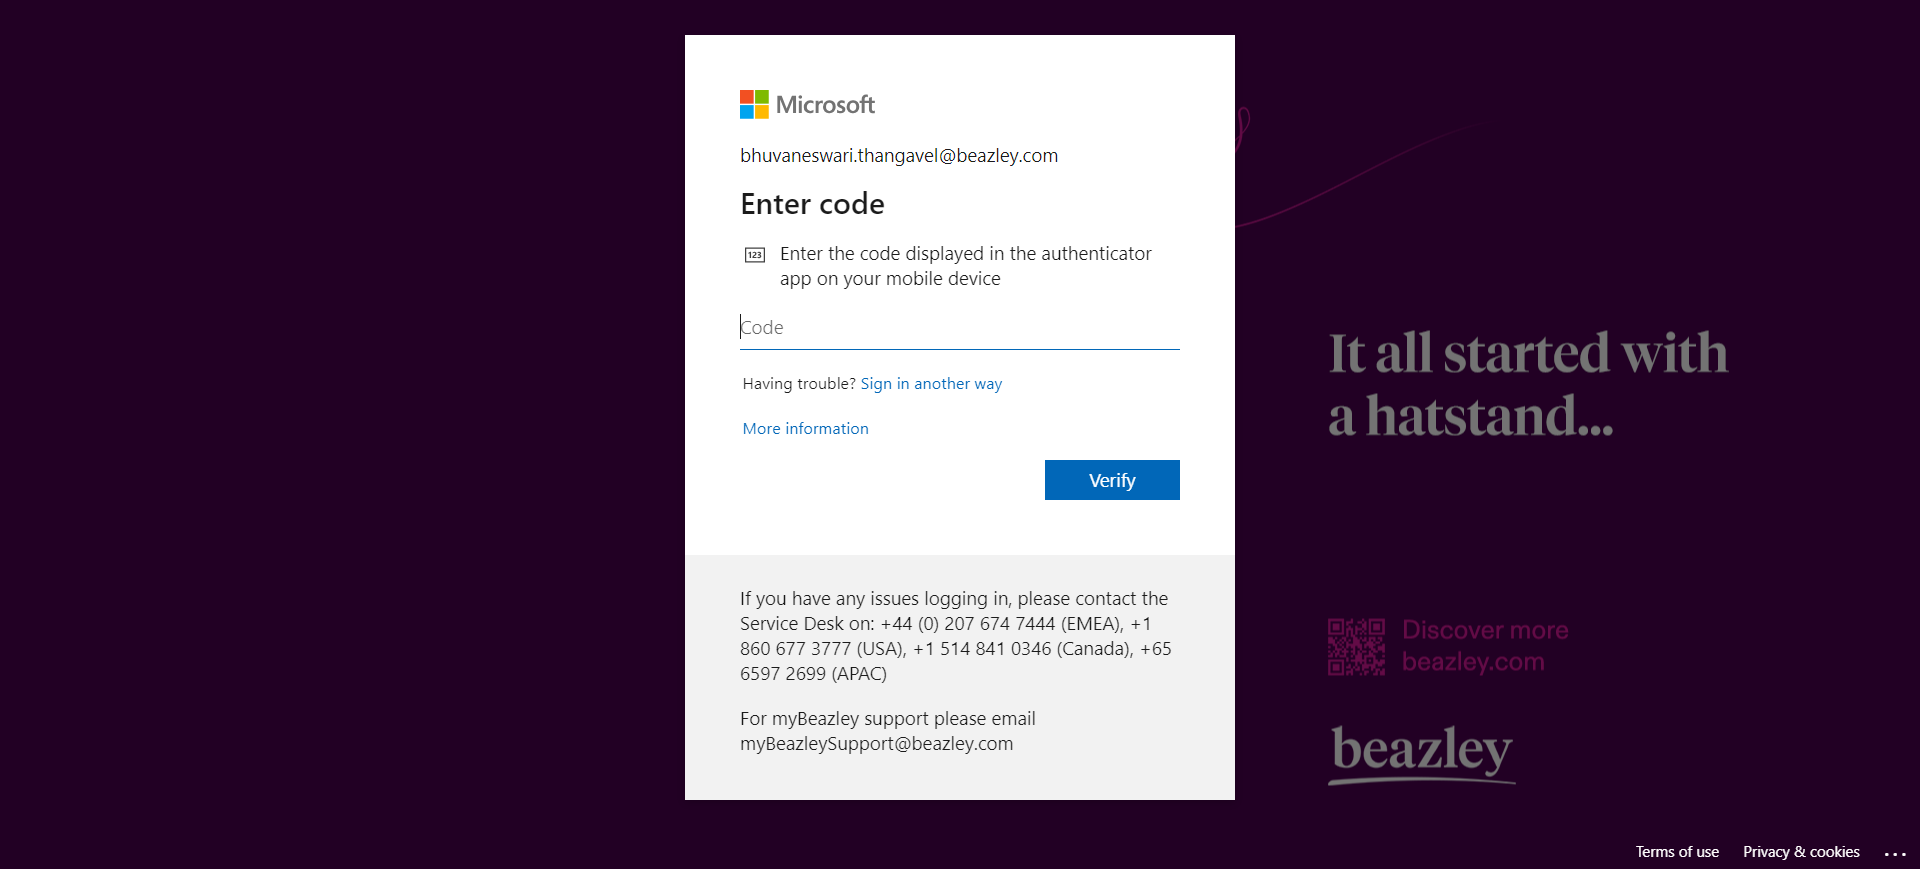 Microsoft
bhuvaneswari.thangavel@beazley.com
Enter code
123
Enter the code displayed in the authenticator
app on your mobile device
Code
Having trouble? Sign in another way
More information
Verify
If you have any issues logging in, please contact the
Service Desk on: +44 (0) 207 674 7444 (EMEA), +1
860 677 3777 (USA), +1 514 841 0346 (Canada), +65
6597 2699 (APAC)
For myBeazley support please email
myBeazleySupport@beazley.com
It all started with
a hatstand...
Discover more
beazley.com
beazley
Terms of use
Privacy & cookies
...